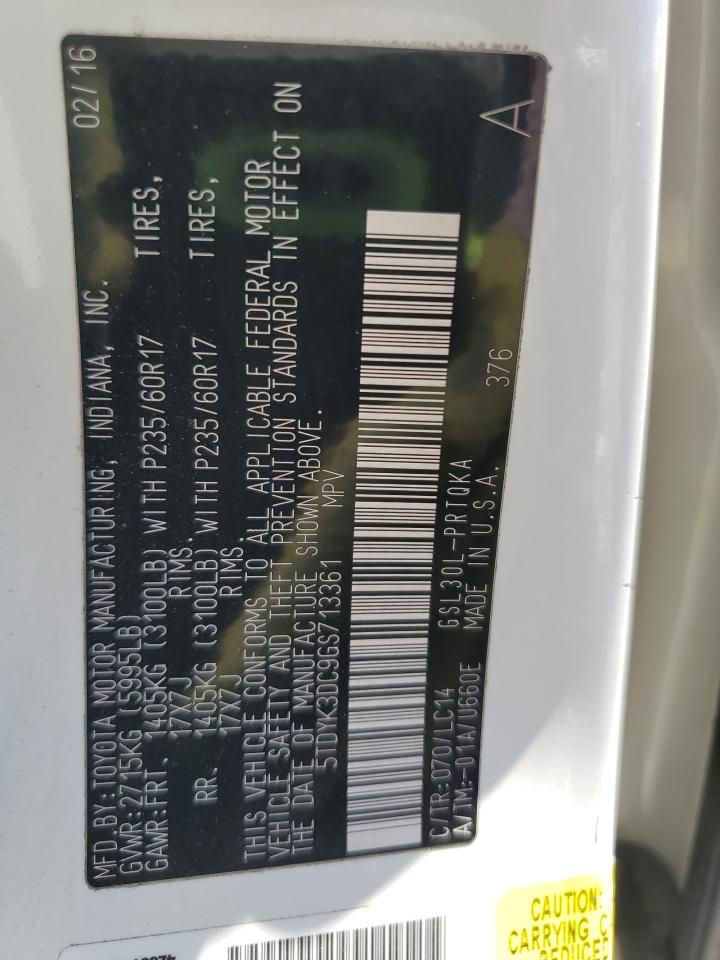 MFD.BY:TOYOTA MOTOR MANUFACTURING, INDIANA, INC. 02/16
GVWR:2715KG (5995LB)
GAWR:FRT. 1405KG (3100LB) WITH P235/60R17 TIRES,
17X7J RIMS.
RR. 1405KG (3100LB) WITH P235/60R17 TIRES,
17X7J RIMS.
THIS VEHICLE CONFORMS TO ALL APPLICABLE FEDERAL MOTOR
VEHICLE SAFETY AND THEFT PREVENTION STANDARDS IN EFFECT ON
THE DATE OF MANUFACTURE SHOWN ABOVE.
5TDYK3DC9GS713361 MPV
C/TR:070/LC14 GSL30L-PRTQKA A
A/TM:-01A/U660E MADE IN U.S.A. 376
CAUTION:
CARRYING C
REDUCED